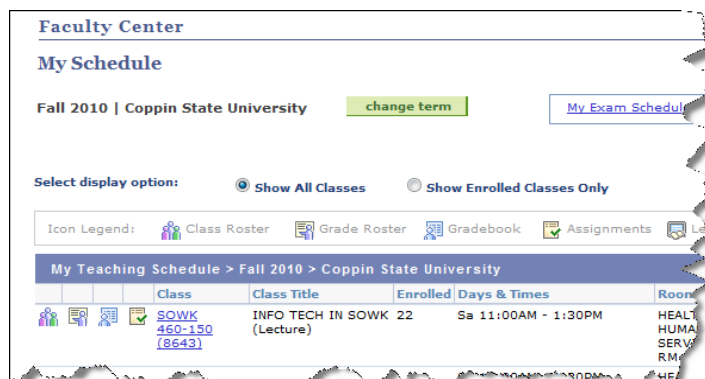 Faculty Center
My Schedule
Fall 2010 | Coppin State University change term My Exam Schedule
Select display option: Show All Classes Show Enrolled Classes Only
Icon Legend: Class Roster Grade Roster Gradebook Assignments Le
My Teaching Schedule > Fall 2010 > Coppin State University
Class Class Title Enrolled Days & Times Room
SOWK INFO TECH IN SOWK 22 Sa 11:00AM - 1:30PM HEALT
460-150 (Lecture) HUMA
(8643) SERV
RM